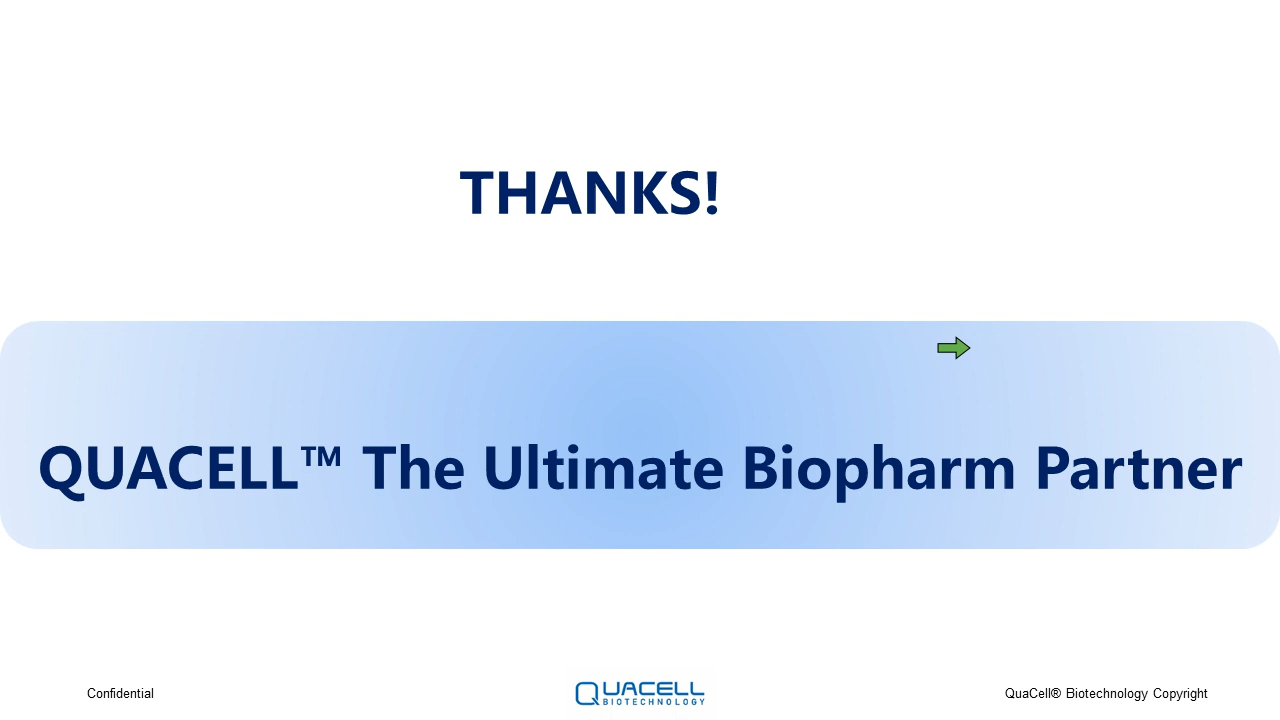 THANKS!
QUACELL™ The Ultimate Biopharm Partner
Confidential
QUACELL
BIOTECHNOLOGY
QuaCell® Biotechnology Copyright